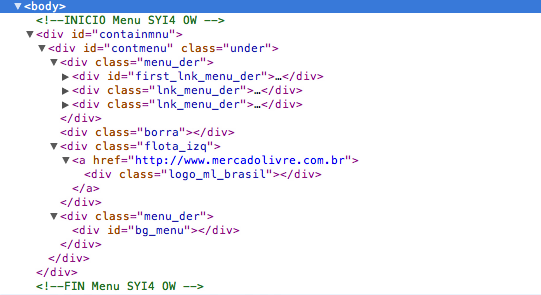 ▼<body>
<!--INICIO Menu SYI4 OW -->
▼<div id="containmnu">
▼<div id="contmenu" class="under">
▼<div class="menu_der">
▶<div id="first_lnk_menu_der">…</div>
▶<div class="lnk_menu_der">…</div>
▶<div class="lnk_menu_der">…</div>
</div>
<div class="borra"></div>
▼<div class="flota_izq">
▼<a href="http://www.mercadolivre.com.br">
<div class="logo_ml_brasil"></div>
</a>
</div>
▼<div class="menu_der">
<div id="bg_menu"></div>
</div>
</div>
</div>
<!--FIN Menu SYI4 OW -->